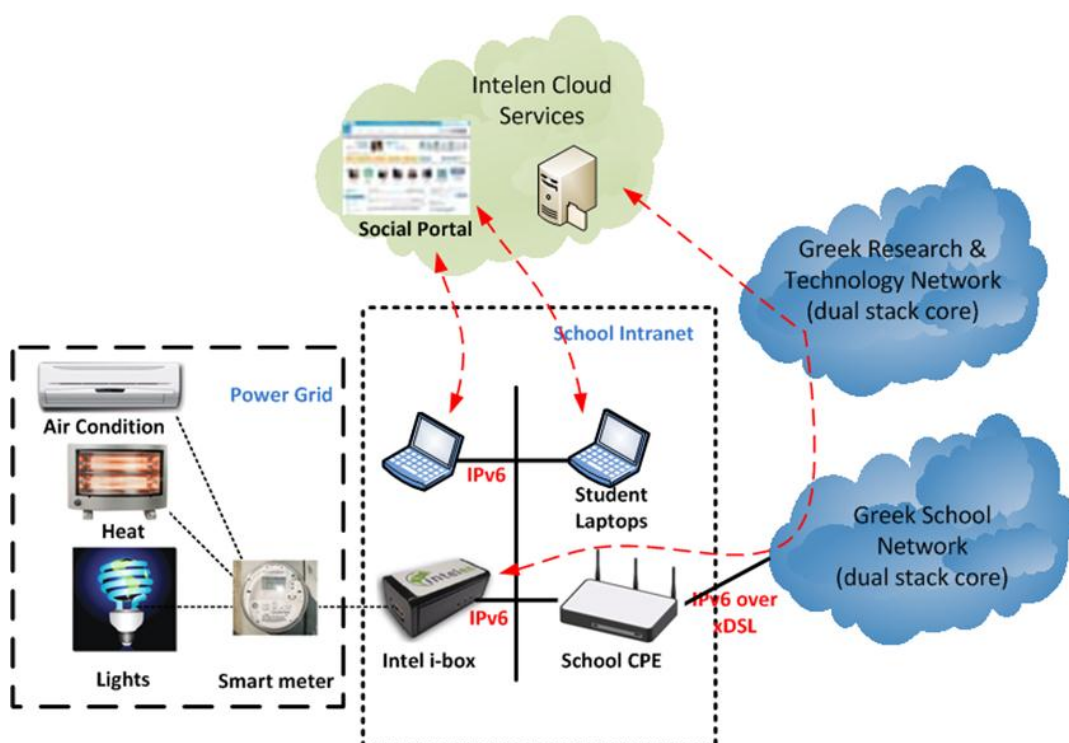 Intelen Cloud
Services
Social Portal
Greek Research &
Technology Network
(dual stack core)
School Intranet
Power Grid
Air Condition
IPv6
Student
Laptops
Heat
Greek School
Network
(dual stack core)
intelen
IPv6
IPv6 over
xDSL
Intel i-box
School CPE
Lights
Smart meter